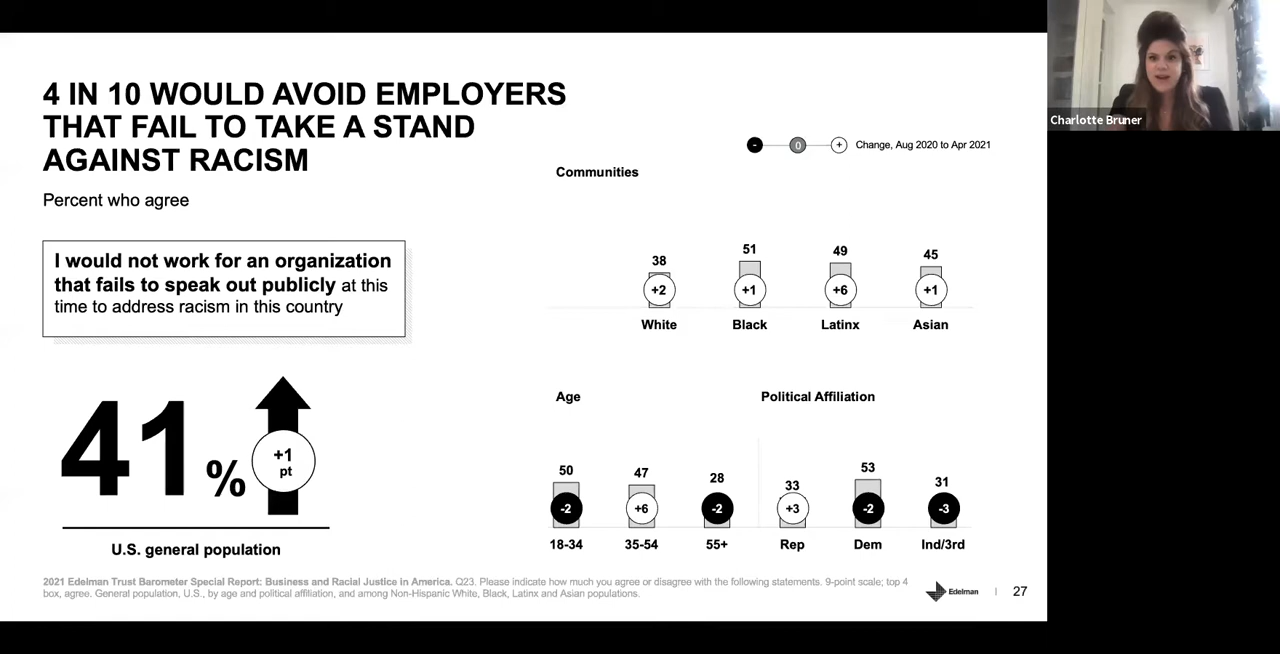 4 IN 10 WOULD AVOID EMPLOYERS
THAT FAIL TO TAKE A STAND
AGAINST RACISM
Percent who agree
I would not work for an organization
that fails to speak out publicly at this
time to address racism in this country
41 %
+1
pt
U.S. general population
- 0 + Change, Aug 2020 to Apr 2021
Communities
38 51 49 45
+2 +1 +6 +1
White Black Latinx Asian
Age Political Affiliation
50 47 28 33 53 31
-2 +6 -2 +3 -2 -3
18-34 35-54 55+ Rep Dem Ind/3rd
2021 Edelman Trust Barometer Special Report: Business and Racial Justice in America. Q23. Please indicate how much you agree or disagree with the following statements. 9-point scale; top 4
box, agree. General population, U.S., by age and political affiliation, and among Non-Hispanic White, Black, Latinx and Asian populations.
Edelman | 27
Charlotte Bruner